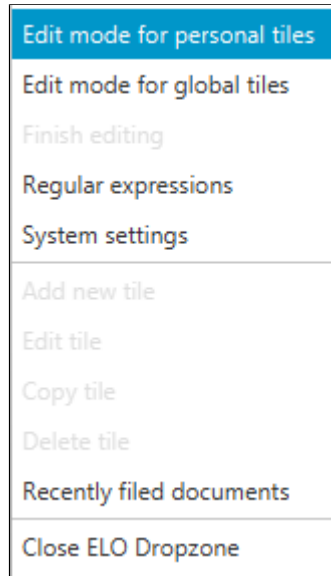 Edit mode for personal tiles
Edit mode for global tiles
Finish editing
Regular expressions
System settings
Add new tile
Edit tile
Copy tile
Delete tile
Recently filed documents
Close ELO Dropzone